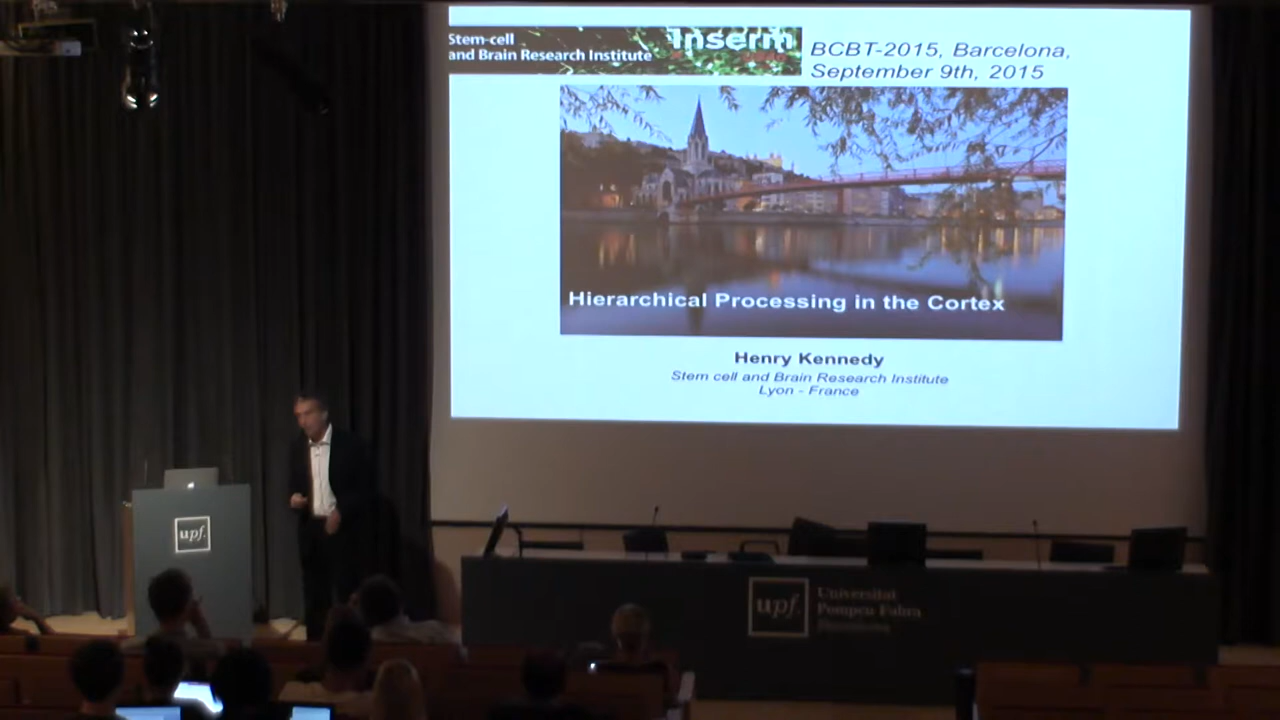 Stem-cell
and Brain Research Institute
Inserm
BCBT-2015, Barcelona,
September 9th, 2015
Hierarchical Processing in the Cortex
Henry Kennedy
Stem cell and Brain Research Institute
Lyon - France
upf.
upf.
Universitat
Pompeu Fabra